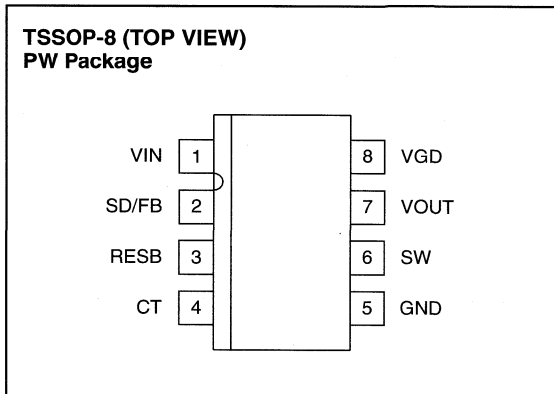 TSSOP-8 (TOP VIEW)
PW Package
VIN 1 8 VGD
SD/FB 2 7 VOUT
RESB 3 6 SW
CT 4 5 GND